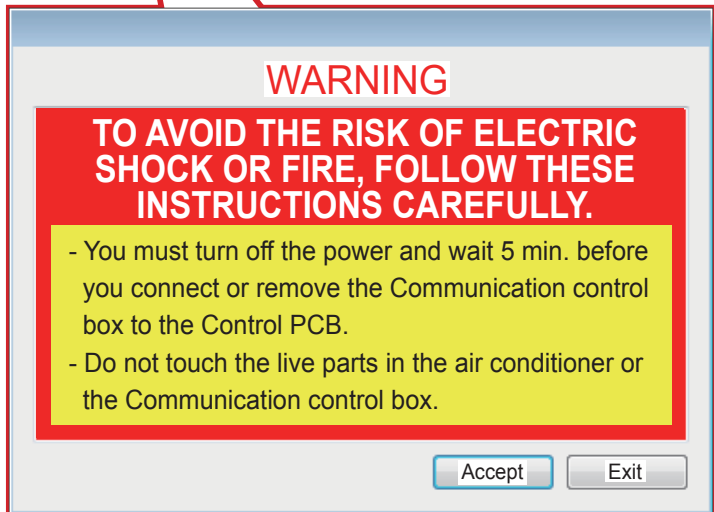 WARNING
TO AVOID THE RISK OF ELECTRIC
SHOCK OR FIRE, FOLLOW THESE
INSTRUCTIONS CAREFULLY.
- You must turn off the power and wait 5 min. before
you connect or remove the Communication control
box to the Control PCB.
- Do not touch the live parts in the air conditioner or
the Communication control box.
Accept Exit